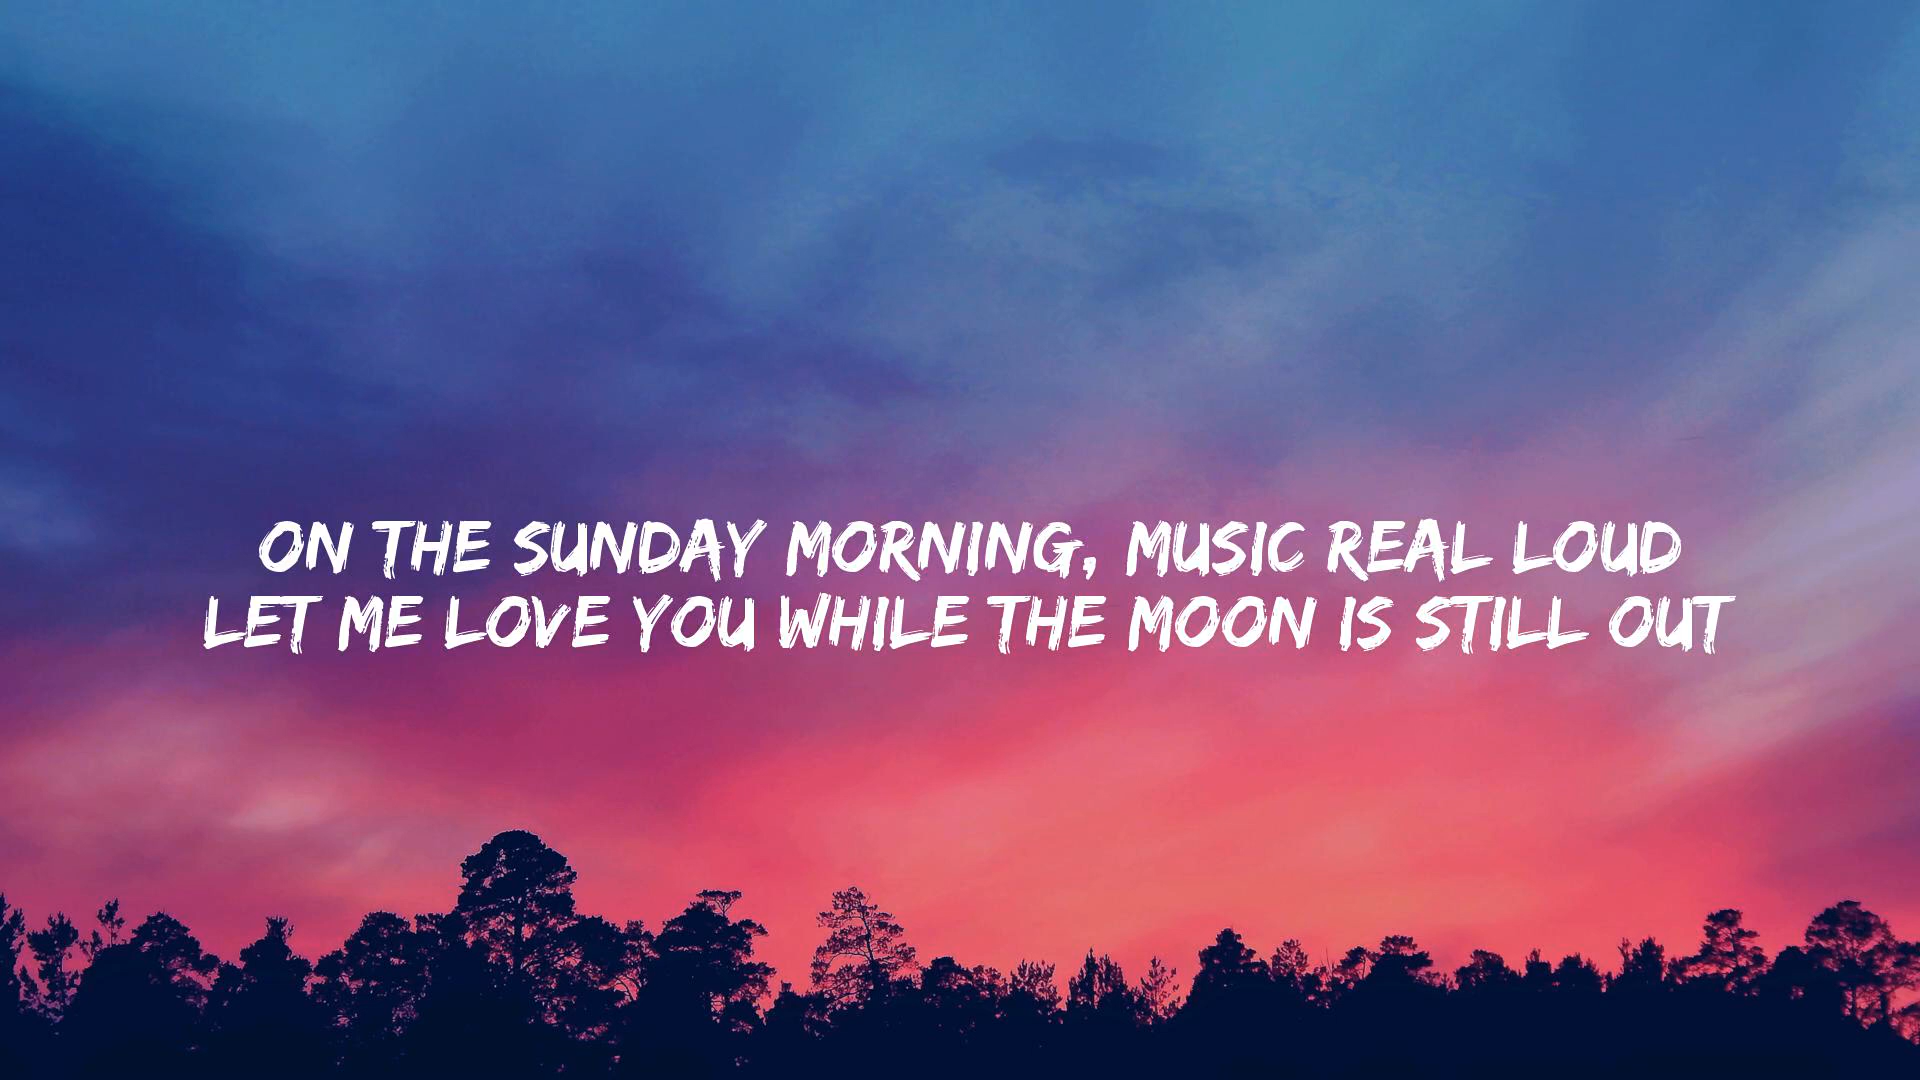 ON THE SUNDAY MORNING, MUSIC REAL LOUD
LET ME LOVE YOU WHILE THE MOON IS STILL OUT